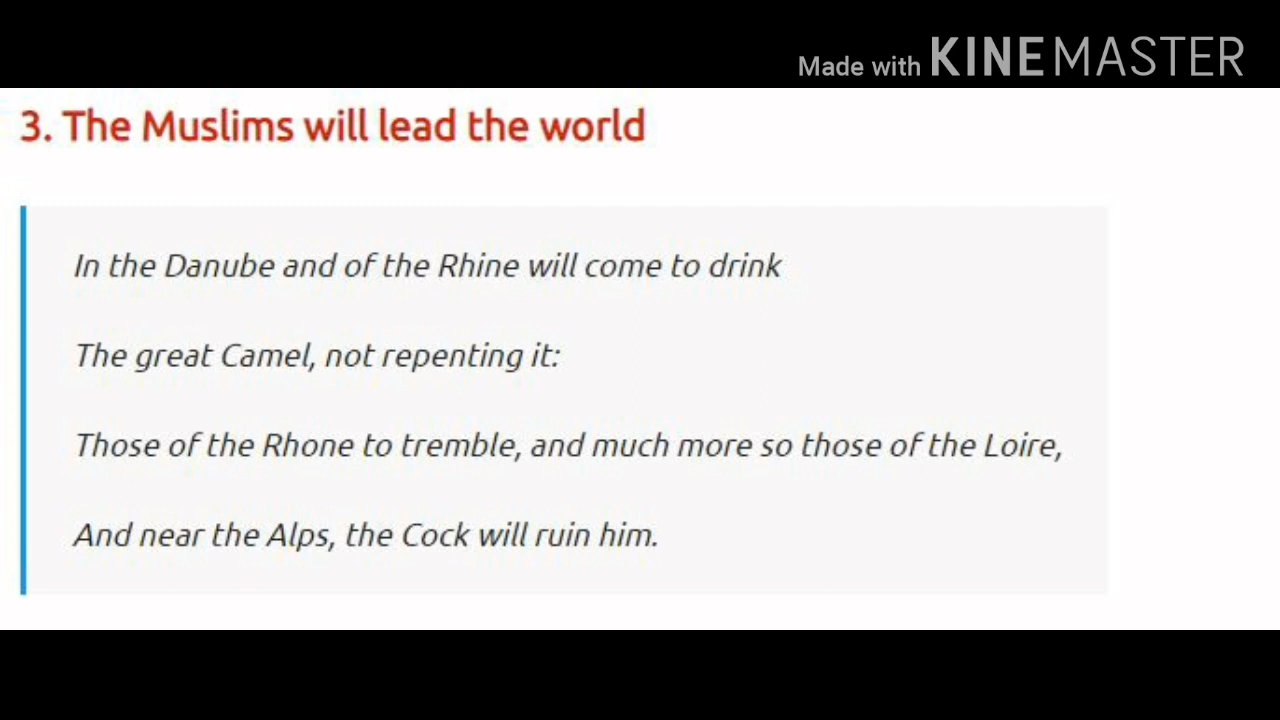 Made with KINEMASTER
3. The Muslims will lead the world
In the Danube and of the Rhine will come to drink
The great Camel, not repenting it:
Those of the Rhone to tremble, and much more so those of the Loire,
And near the Alps, the Cock will ruin him.